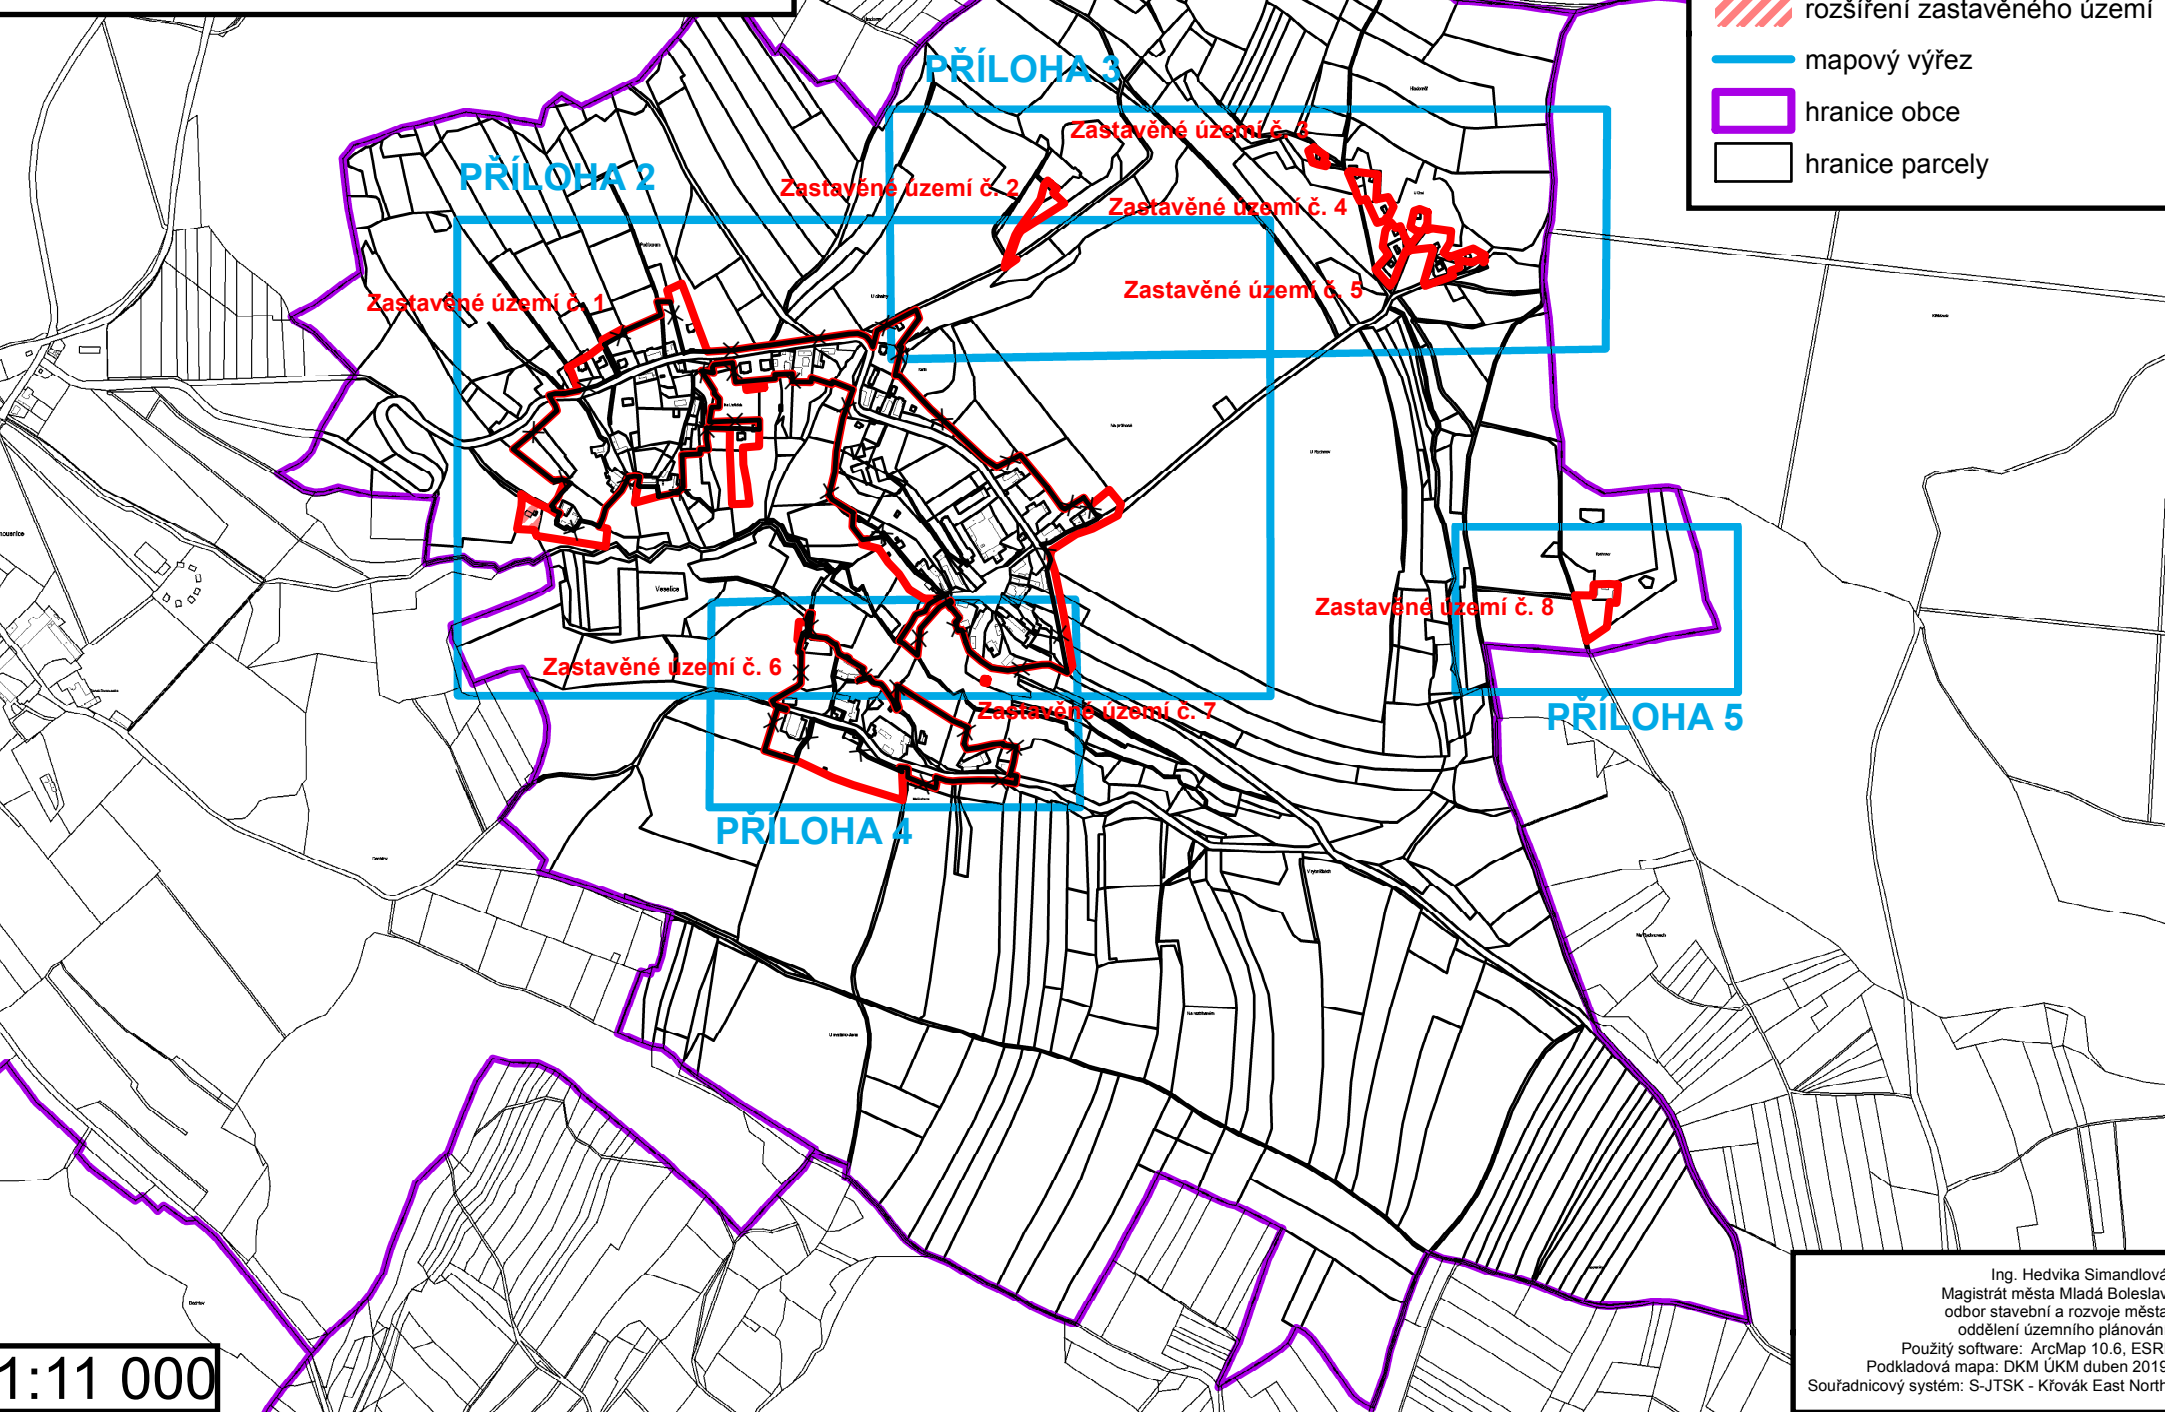 rozšíření zastavěného území
mapový výřez
hranice obce
hranice parcely
PŘÍLOHA 3
Zastavěné území č. 3
PŘÍLOHA 2
Zastavěné území č. 2
Zastavěné území č. 4
Zastavěné území č. 5
Zastavěné území č. 1
Veselice
Zastavěné území č. 8
Zastavěné území č. 6
Zastavěné území č. 7
PŘÍLOHA 5
PŘÍLOHA 4
1:11 000
Ing. Hedvika Simandlová
Magistrát města Mladá Boleslav
odbor stavební a rozvoje města
oddělení územního plánován
Použitý software: ArcMap 10.6, ESR
Podkladová mapa: DKM ÚKM duben 2019
Souřadnicový systém: S-JTSK - Křovák East North